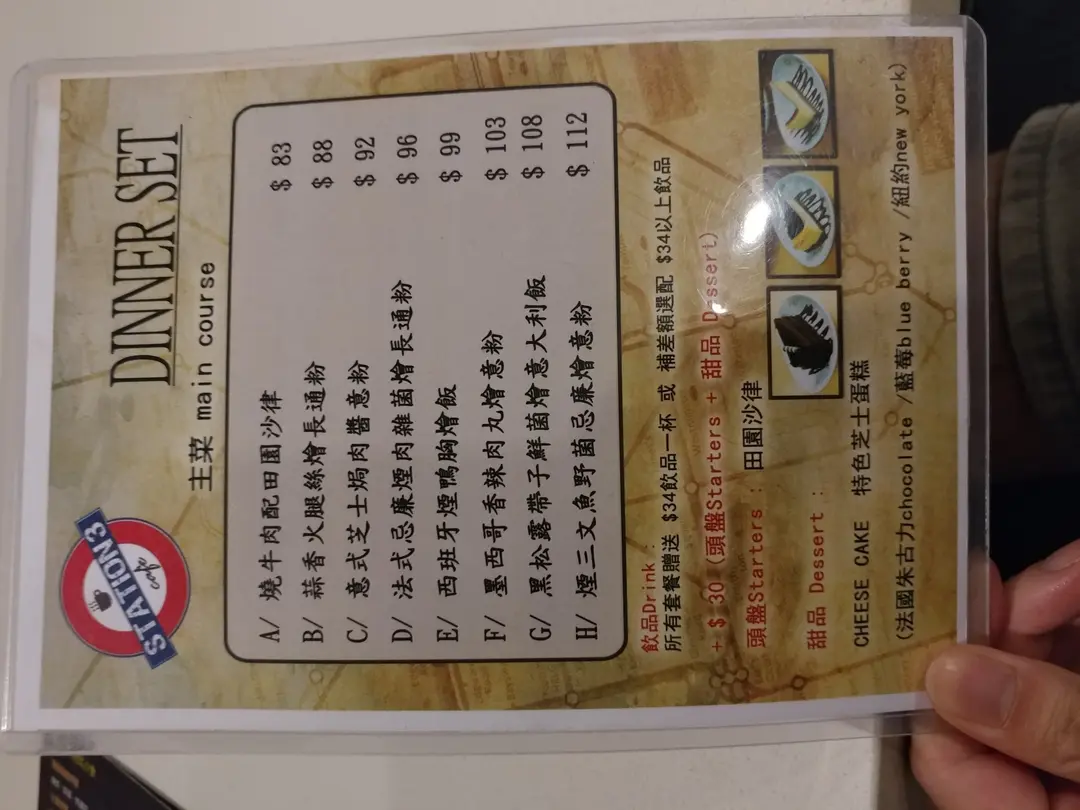 STATION3
cafe
DINNER SET
主菜 main course
A/ 燒牛肉配田園沙律 $ 83
B/ 蒜香火腿絲燴長通粉 $ 88
C/ 意式芝士焗肉醬意粉 $ 92
D/ 法式忌廉煙肉雜菌燴長通粉 $ 96
E/ 西班牙煙鴨胸燴飯 $ 99
F/ 墨西哥香辣肉丸燴意粉 $ 103
G/ 黑松露帶子鮮菌燴意大利飯 $ 108
H/ 煙三文魚野菌忌廉燴意粉 $ 112
飲品Drink:
所有套餐贈送 $34飲品一杯 或 補差額選配 $34以上飲品
+ $ 30 (頭盤Starters + 甜品 Dessert)
頭盤Starters : 田園沙律
甜品 Dessert :
CHEESE CAKE 特色芝士蛋糕
(法國朱古力chocolate /藍莓blue berry /紐約new york)